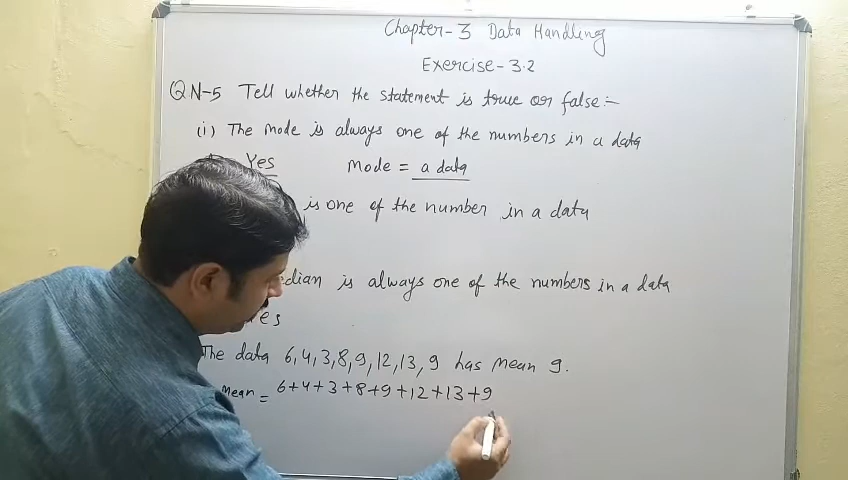 Chapter-3 Data Handling
Exercise-3.2
QN-5 Tell whether the statement is true or false:-
(i) The mode is always one of the numbers in a data
Yes Mode = a data
is one of the number in a data
dian is always one of the numbers in a data
es
The data 6,4,3,8,9,12,13,9 has mean 9.
Mean = 6+4+3+8+9+12+13+9